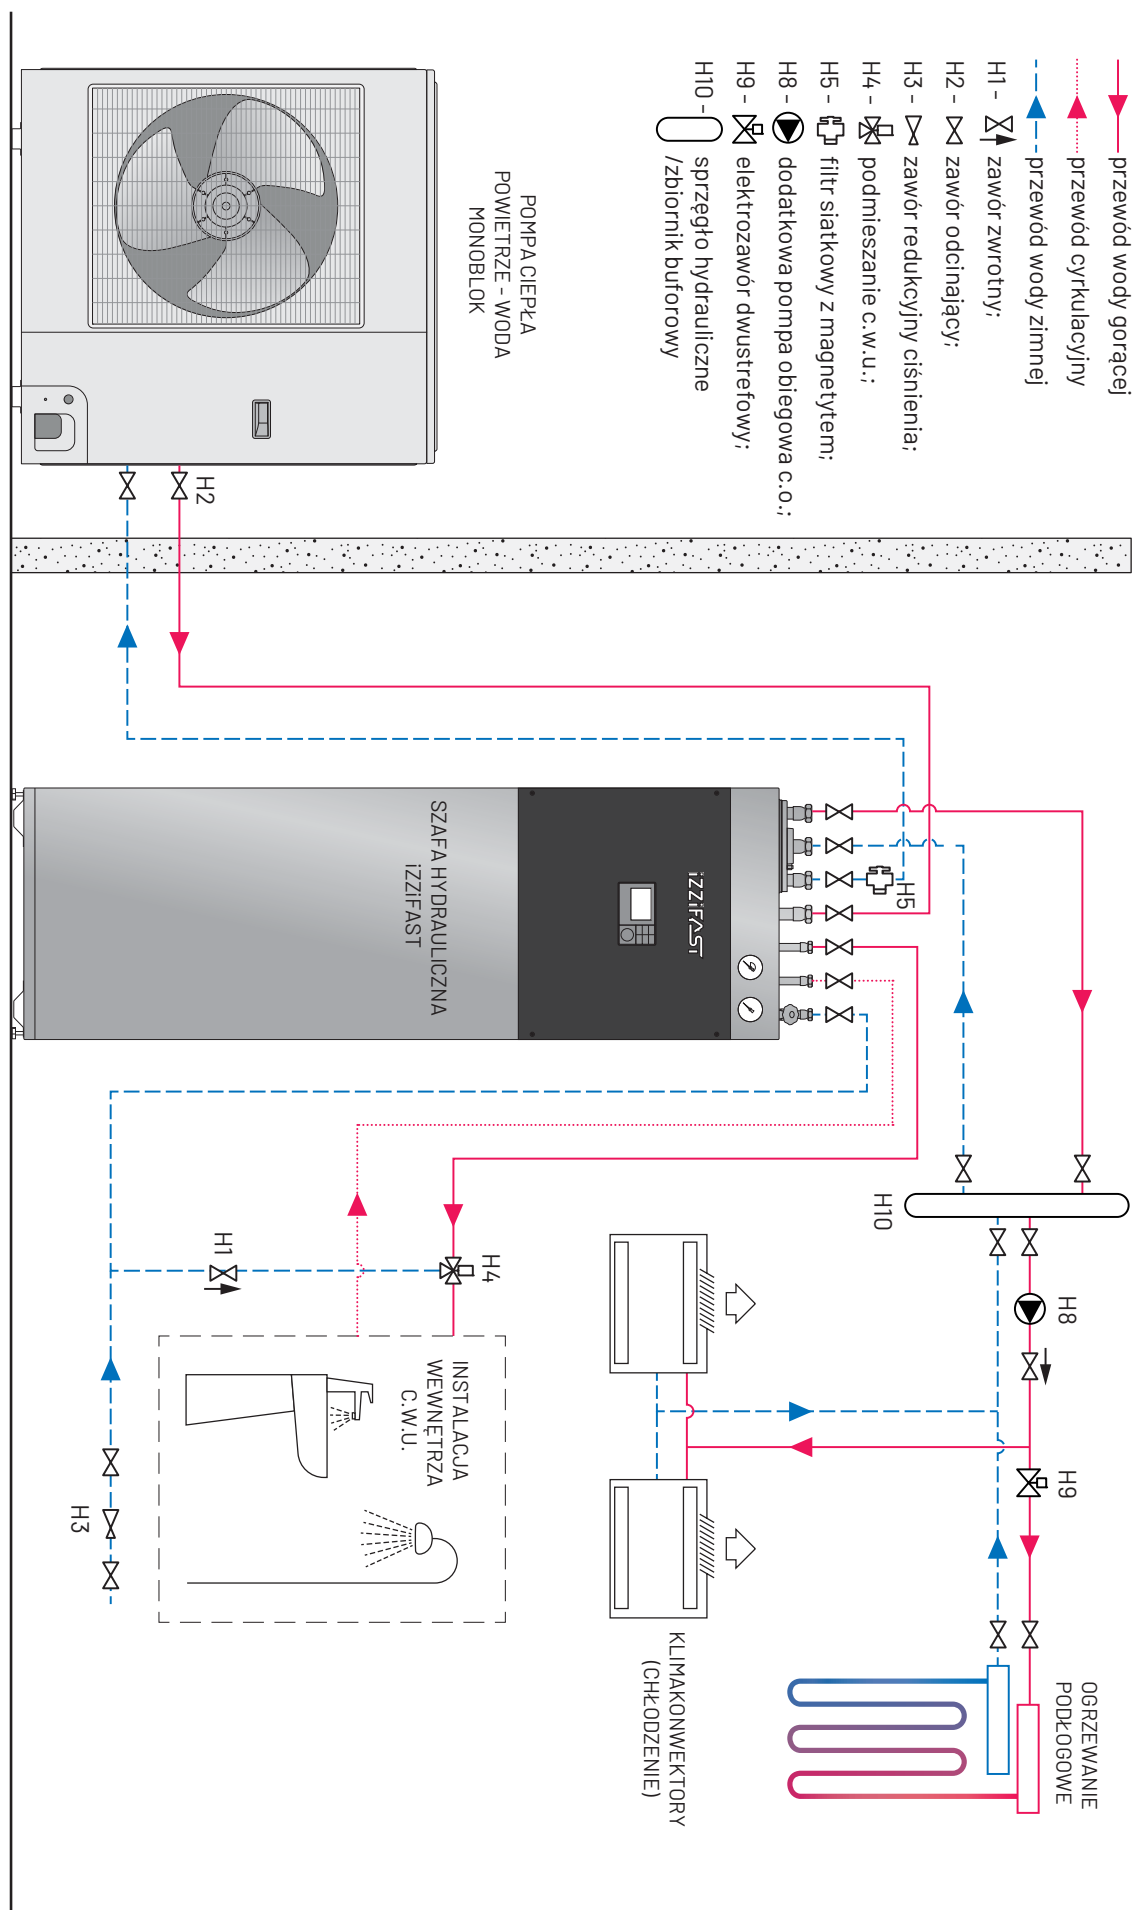 przewód wody gorącej
przewód cyrkulacyjny
przewód wody zimnej
H1 - zawór zwrotny;
H2 - zawór odcinający;
H3 - zawór redukcyjny ciśnienia;
H4 - podmieszanie c.w.u.;
H5 - filtr siatkowy z magnetytem;
H8 - dodatkowa pompa obiegowa c.o.;
H9 - elektrozawór dwustrefowy;
H10 - sprzęgło hydrauliczne
/zbiornik buforowy
POMPA CIEPŁA
POWIETRZE - WODA
MONOBLOK
H2
H5
iZZiFAST
SZAFA HYDRAULICZNA
iZZiFAST
H10
H8
H9
H4
H1
H3
INSTALACJA
WEWNĘTRZA
C.W.U.
KLIMAKONWEKTORY
(CHŁODZENIE)
OGRZEWANIE
PODŁOGOWE